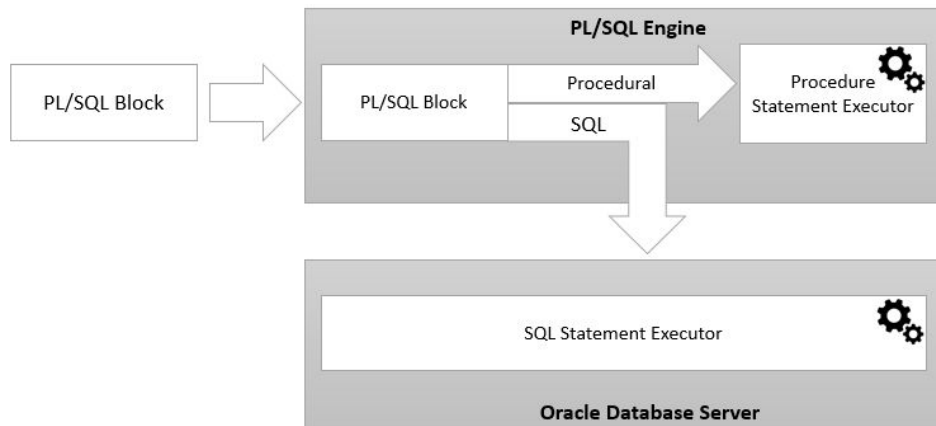 PL/SQL Engine
PL/SQL Block
PL/SQL Block
Procedural
SQL
Procedure
Statement Executor
SQL Statement Executor
Oracle Database Server